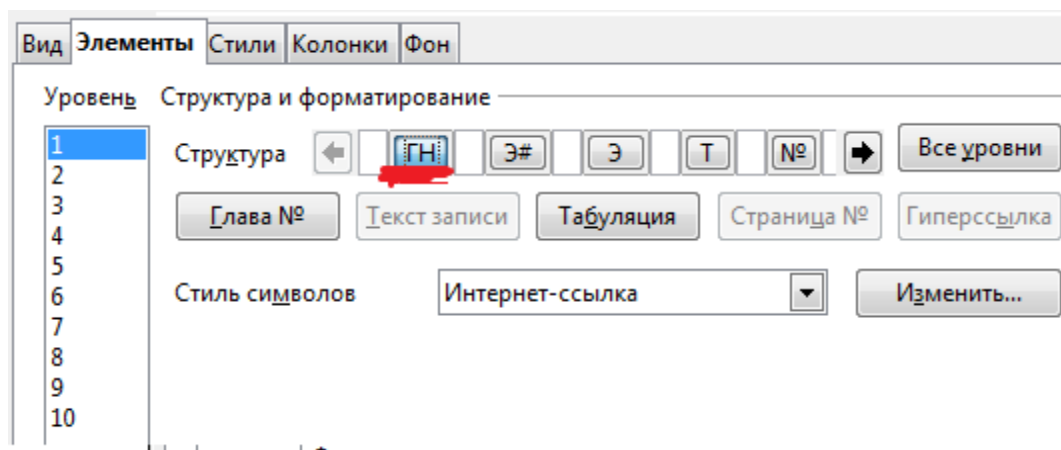 Вид Элементы Стили Колонки Фон
Уровень Структура и форматирование
1
Структура ГН Э# Э Т № Все уровни
2
3
Глава № Текст записи Табуляция Страница № Гиперссылка
4
5
6 Стиль символов Интернет-ссылка Изменить...
7
8
9
10